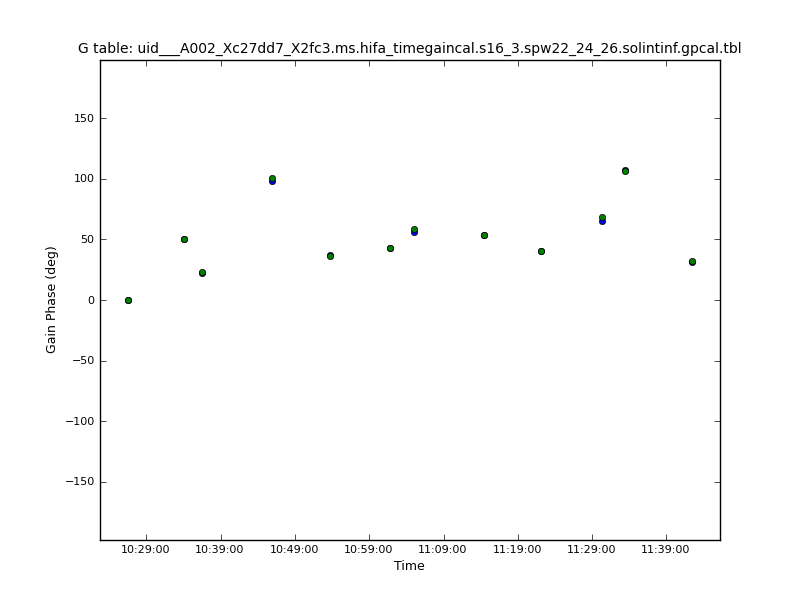 G table: uid___A002_Xc27dd7_X2fc3.ms.hifa_timegaincal.s16_3.spw22_24_26.solintinf.gpcal.tbl
150
100
50
0
−50
−100
−150
Gain Phase (deg)
10:29:00 10:39:00 10:49:00 10:59:00 11:09:00 11:19:00 11:29:00 11:39:00
Time